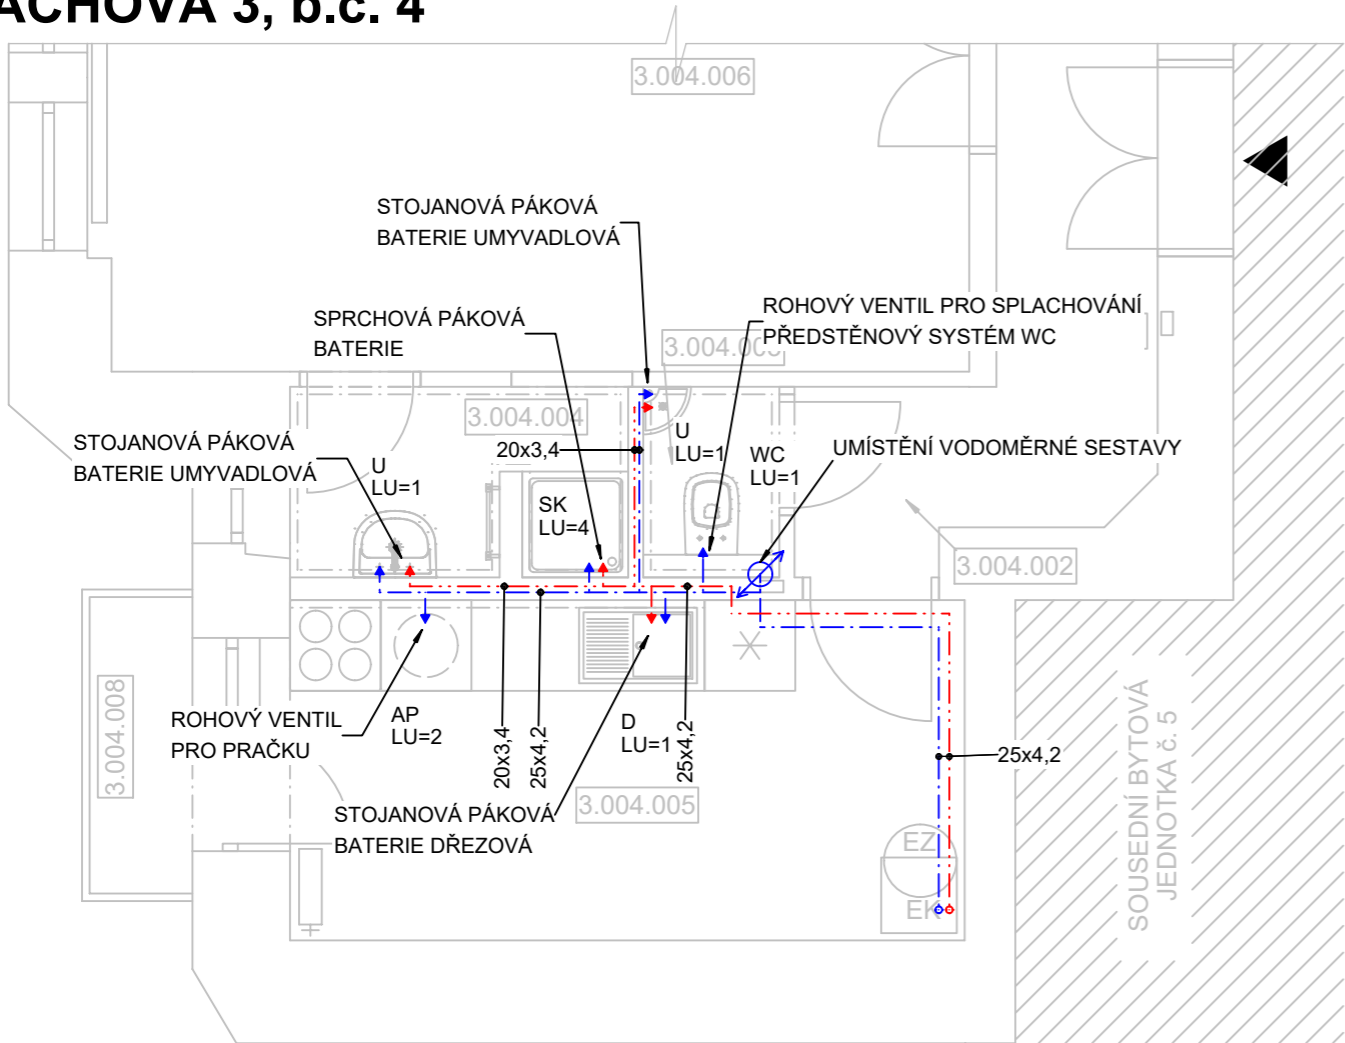 ACHOVA 3, b.č. 4
3.004.006
STOJANOVÁ PÁKOVÁ
BATERIE UMYVADLOVÁ
SPRCHOVÁ PÁKOVÁ
BATERIE
ROHOVÝ VENTIL PRO SPLACHOVÁNÍ
PŘEDSTĚNOVÝ SYSTÉM WC
3.004.004
STOJANOVÁ PÁKOVÁ
BATERIE UMYVADLOVÁ
U
LU=1
20x3,4
U
LU=1
WC
LU=1
UMÍSTĚNÍ VODOMĚRNÉ SESTAVY
SK
LU=4
3.004.002
3.004.008
ROHOVÝ VENTIL
PRO PRAČKU
AP
LU=2
20x3,4
25x4,2
D
LU=1
25x4,2
25x4,2
3.004.005
STOJANOVÁ PÁKOVÁ
BATERIE DŘEZOVÁ
EZ
EK
SOUSEDNÍ BYTOVÁ
JEDNOTKA č. 5